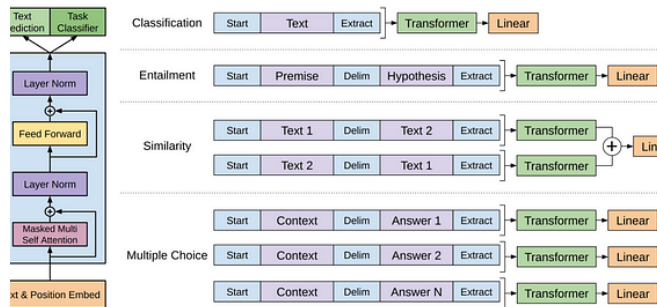 Text
Task
ediction
Classifier
Layer Norm
Feed Forward
Layer Norm
Masked Multi
Self Attention
xt & Position Embed
Classification
Start Text Extract Transformer Linear
Entailment
Start Premise Delim Hypothesis Extract Transformer Linear
Similarity
Start Text 1 Delim Text 2 Extract Transformer
Start Text 2 Delim Text 1 Extract Transformer
Lin
Multiple Choice
Start Context Delim Answer 1 Extract Transformer Linear
Start Context Delim Answer 2 Extract Transformer Linear
Start Context Delim Answer N Extract Transformer Linear